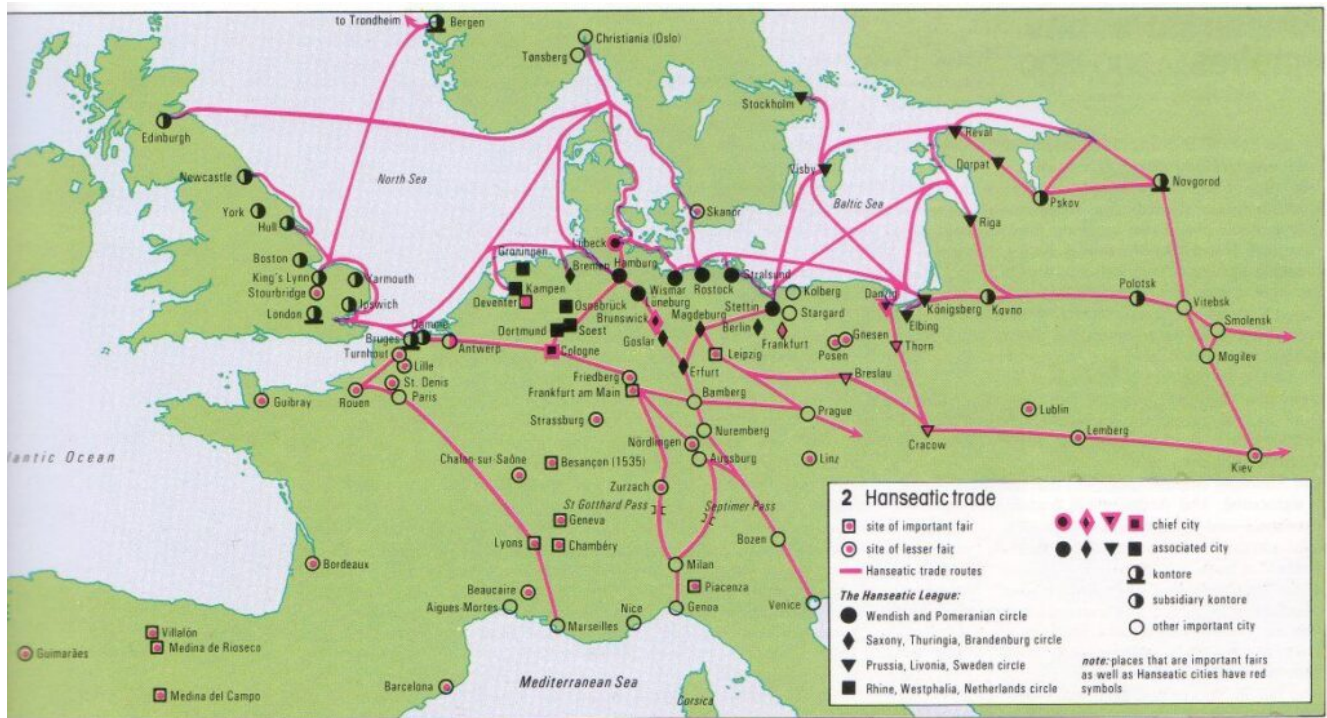 to Trondheim
Bergen
Christiania (Oslo)
Tønsberg
Stockholm
Edinburgh
Reval
Dorpat
Newcastle
North Sea
Visby
Novgorod
Pskov
Baltic Sea
York
Hull
Skanör
Riga
Lübeck
Boston
Groningen
Bremen
Hamburg
King's Lynn
Yarmouth
Stralsund
Kampen
Wismar
Rostock
Kolberg
Danzig
Polotsk
Stourbridge
Deventer
Lüneburg
Königsberg
Kovno
Vitebsk
Ipswich
Osnabrück
Stettin
Stargard
Elbing
London
Brunswick
Magdeburg
Smolensk
Damme
Dortmund
Soest
Berlin
Bruges
Goslar
Frankfurt
Gnesen
Thorn
Turnhout
Antwerp
Cologne
Leipzig
Posen
Mogilev
Lille
Friedberg
Erfurt
Breslau
St. Denis
Frankfurt am Main
Bamberg
Guibray
Rouen
Paris
Prague
Lublin
Strassburg
Nuremberg
Cracow
Lemberg
Nördlingen
Atlantic Ocean
Chalon-sur-Saône
Besançon (1535)
Augsburg
Linz
Kiev
Zurzach
St Gotthard Pass
Septimer Pass
Geneva
Lyons
Chambéry
Bozen
Bordeaux
Milan
Beaucaire
Piacenza
Aigues-Mortes
Nice
Genoa
Venice
Marseilles
Villalón
Guimarães
Medina de Rioseco
Mediterranean Sea
Barcelona
Medina del Campo
Corsica
2 Hanseatic trade
site of important fair
site of lesser fair
Hanseatic trade routes
The Hanseatic League:
Wendish and Pomeranian circle
Saxony, Thuringia, Brandenburg circle
Prussia, Livonia, Sweden circle
Rhine, Westphalia, Netherlands circle
chief city
associated city
kontore
subsidiary kontore
other important city
note: places that are important fairs
as well as Hanseatic cities have red
symbols